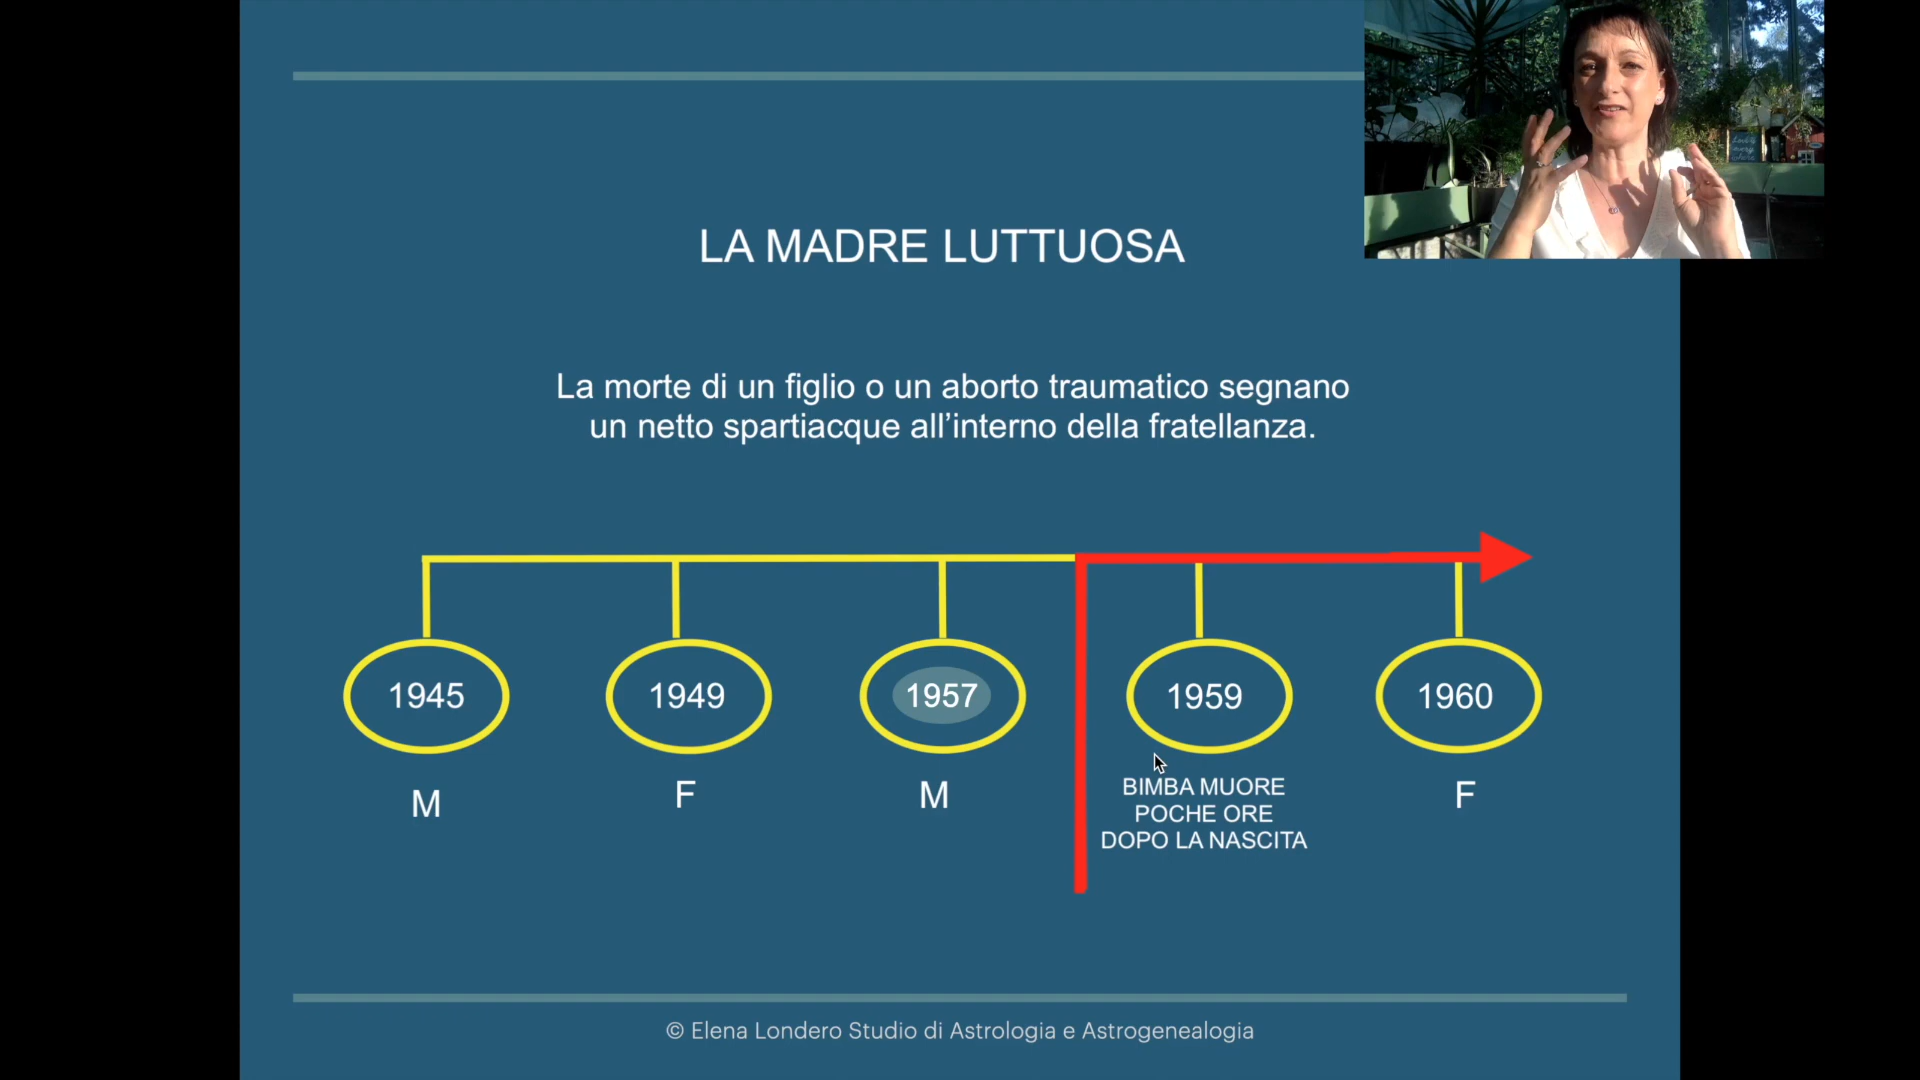 LA MADRE LUTTUOSA
La morte di un figlio o un aborto traumatico segnano
un netto spartiacque all'interno della fratellanza.
1945
1949
1957
1959
1960
M
F
M
BIMBA MUORE
POCHE ORE
DOPO LA NASCITA
F
© Elena Londero Studio di Astrologia e Astrogenealogia